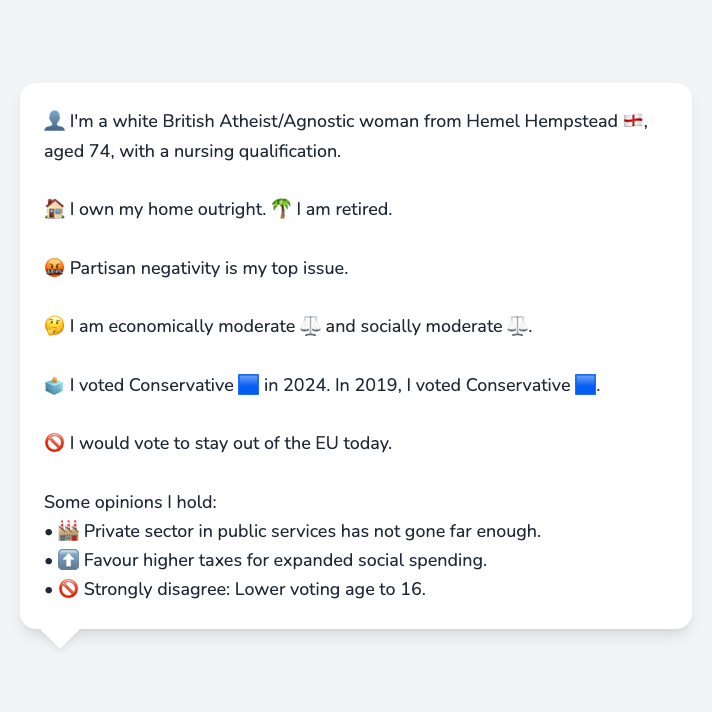 👤 I'm a white British Atheist/Agnostic woman from Hemel Hempstead 🏴󠁧󠁢󠁥󠁮󠁧󠁿,
aged 74, with a nursing qualification.
🏠 I own my home outright. 🌴 I am retired.
🤬 Partisan negativity is my top issue.
🤔 I am economically moderate ⚖️ and socially moderate ⚖️.
🗳️ I voted Conservative 🟦 in 2024. In 2019, I voted Conservative 🟦.
🚫 I would vote to stay out of the EU today.
Some opinions I hold:
• 🏭 Private sector in public services has not gone far enough.
• ⬆️ Favour higher taxes for expanded social spending.
• 🚫 Strongly disagree: Lower voting age to 16.